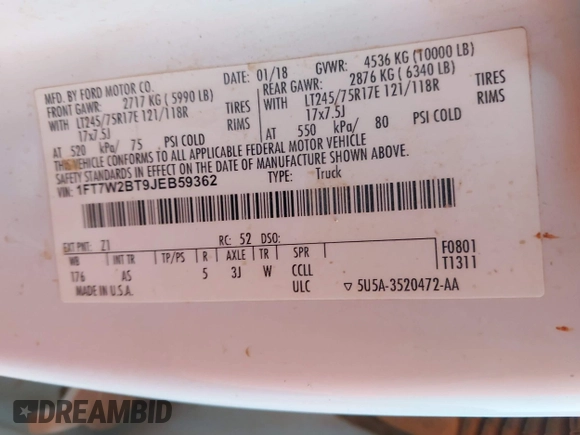 MFD. BY FORD MOTOR CO.
DATE: 01/18 GVWR: 4536 KG (10000 LB)
FRONT GAWR: 2717 KG ( 5990 LB) REAR GAWR: 2876 KG ( 6340 LB)
WITH LT245/75R17E 121/118R TIRES WITH LT245/75R17E 121/118R TIRES
17x7.5J RIMS 17x7.5J RIMS
AT 520 kPa/ 75 PSI COLD AT 550 kPa/ 80 PSI COLD
THIS VEHICLE CONFORMS TO ALL APPLICABLE FEDERAL MOTOR VEHICLE
SAFETY STANDARDS IN EFFECT ON THE DATE OF MANUFACTURE SHOWN ABOVE.
VIN: 1FT7W2BT9JEB59362 TYPE: Truck
EXT PNT: Z1 RC: 52 DSO: F0801
WB INT TR TP/PS R AXLE TR SPR T1311
176 AS 5 3J W CCLL
MADE IN U.S.A. ULC ▽ 5U5A-3520472-AA
DREAMBID